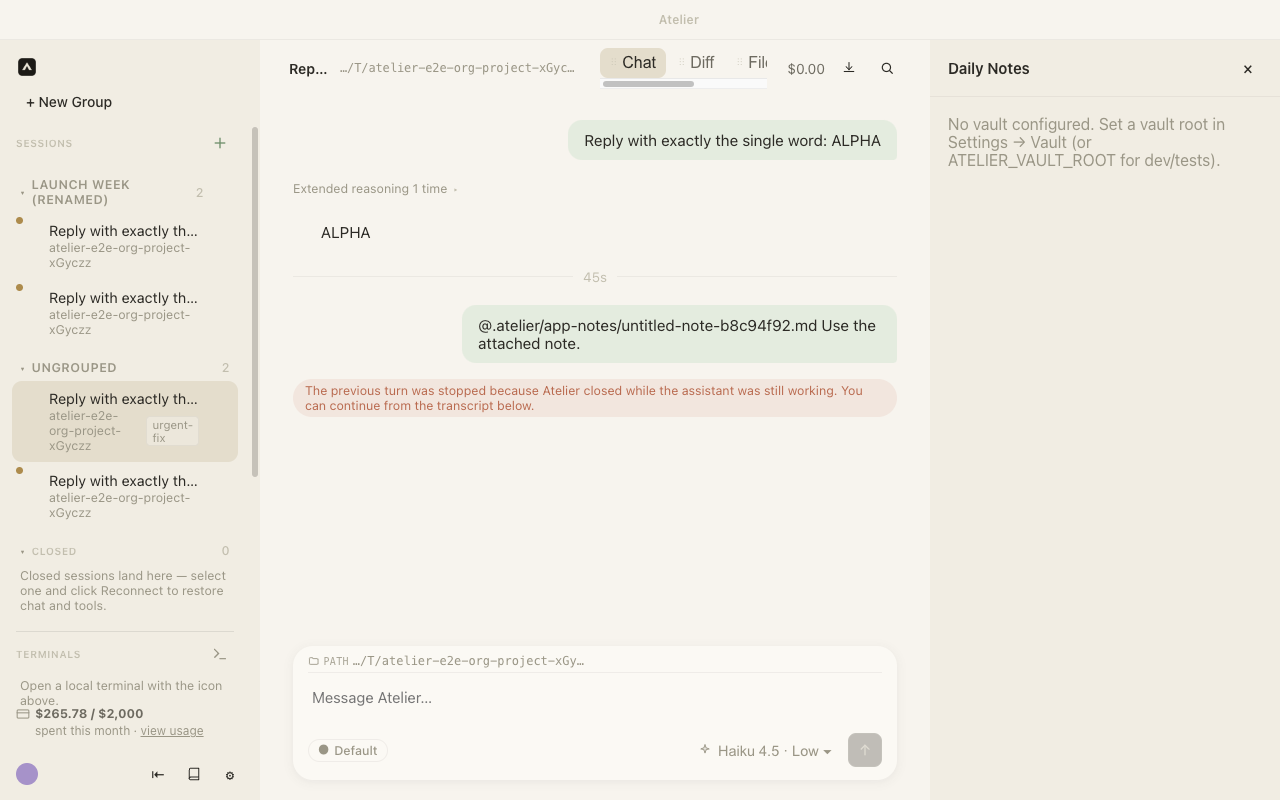 Atelier
+ New Group
SESSIONS
LAUNCH WEEK
(RENAMED)
2
Reply with exactly th...
atelier-e2e-org-project-
xGyczz
Reply with exactly th...
atelier-e2e-org-project-
xGyczz
UNGROUPED
2
Reply with exactly th...
atelier-e2e-
org-project-
xGyczz
urgent-
fix
Reply with exactly th...
atelier-e2e-org-project-
xGyczz
CLOSED
0
Closed sessions land here — select
one and click Reconnect to restore
chat and tools.
TERMINALS
Open a local terminal with the icon
above.
$265.78 / $2,000
spent this month · view usage
Rep...
…/T/atelier-e2e-org-project-xGyc…
Chat
Diff
$0.00
Reply with exactly the single word: ALPHA
Extended reasoning 1 time
ALPHA
45s
@.atelier/app-notes/untitled-note-b8c94f92.md Use the
attached note.
The previous turn was stopped because Atelier closed while the assistant was still working. You
can continue from the transcript below.
PATH …/T/atelier-e2e-org-project-xGy…
Message Atelier...
Default
Haiku 4.5 · Low
Daily Notes
No vault configured. Set a vault root in
Settings → Vault (or
ATELIER_VAULT_ROOT for dev/tests).